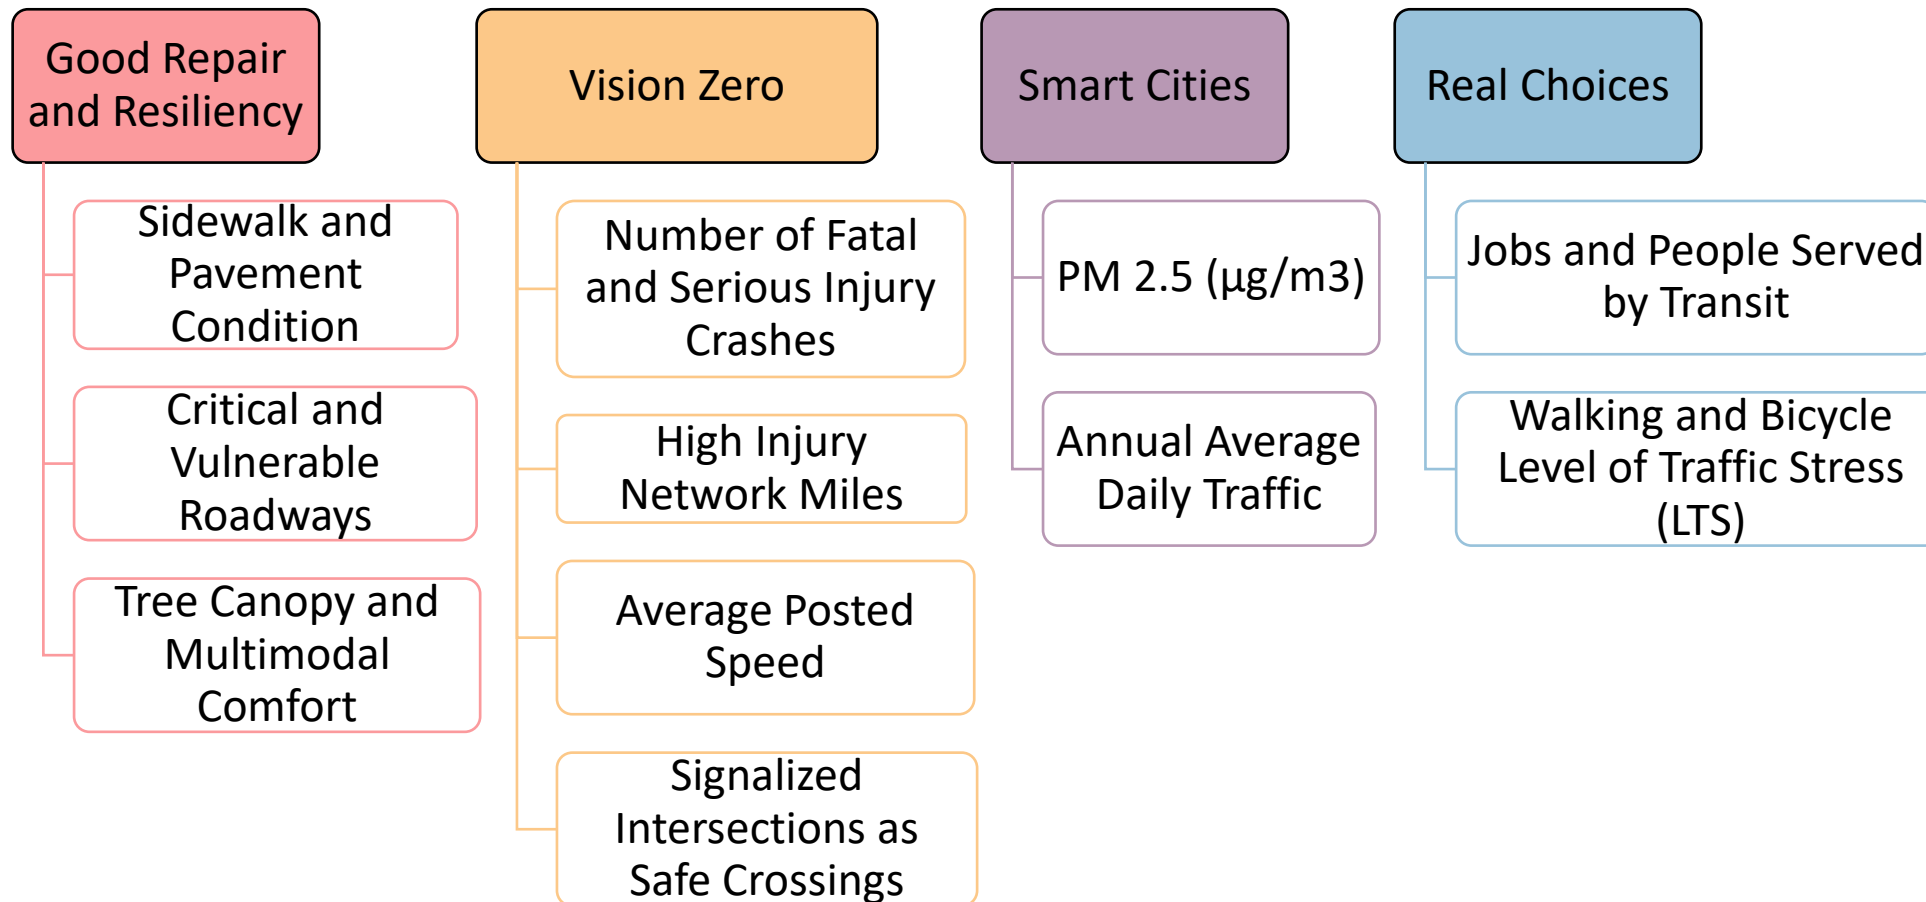 Good Repair
and Resiliency
Sidewalk and
Pavement
Condition
Critical and
Vulnerable
Roadways
Tree Canopy and
Multimodal
Comfort
Vision Zero
Number of Fatal
and Serious Injury
Crashes
High Injury
Network Miles
Average Posted
Speed
Signalized
Intersections as
Safe Crossings
Smart Cities
PM 2.5 (µg/m3)
Annual Average
Daily Traffic
Real Choices
Jobs and People Served
by Transit
Walking and Bicycle
Level of Traffic Stress
(LTS)